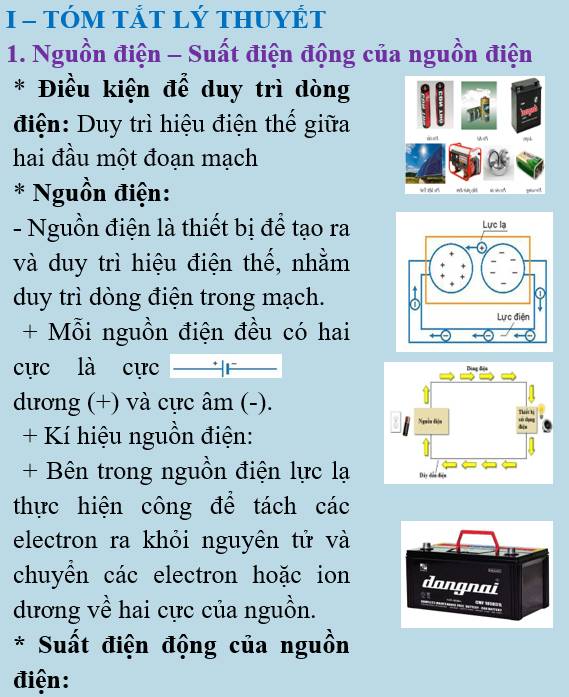 I – TÓM TẮT LÝ THUYẾT
1. Nguồn điện – Suất điện động của nguồn điện
* Điều kiện để duy trì dòng
điện: Duy trì hiệu điện thế giữa
hai đầu một đoạn mạch
* Nguồn điện:
- Nguồn điện là thiết bị để tạo ra
và duy trì hiệu điện thế, nhằm
duy trì dòng điện trong mạch.
+ Mỗi nguồn điện đều có hai
cực là cực
dương (+) và cực âm (-).
+ Kí hiệu nguồn điện:
+ Bên trong nguồn điện lực lạ
thực hiện công để tách các
electron ra khỏi nguyên tử và
chuyển các electron hoặc ion
dương về hai cực của nguồn.
* Suất điện động của nguồn
điện:
Lực lạ
Lực điện
Dòng điện
Nguồn điện
Thiết bị
sử dụng
điện
Dây dẫn điện
dongnai